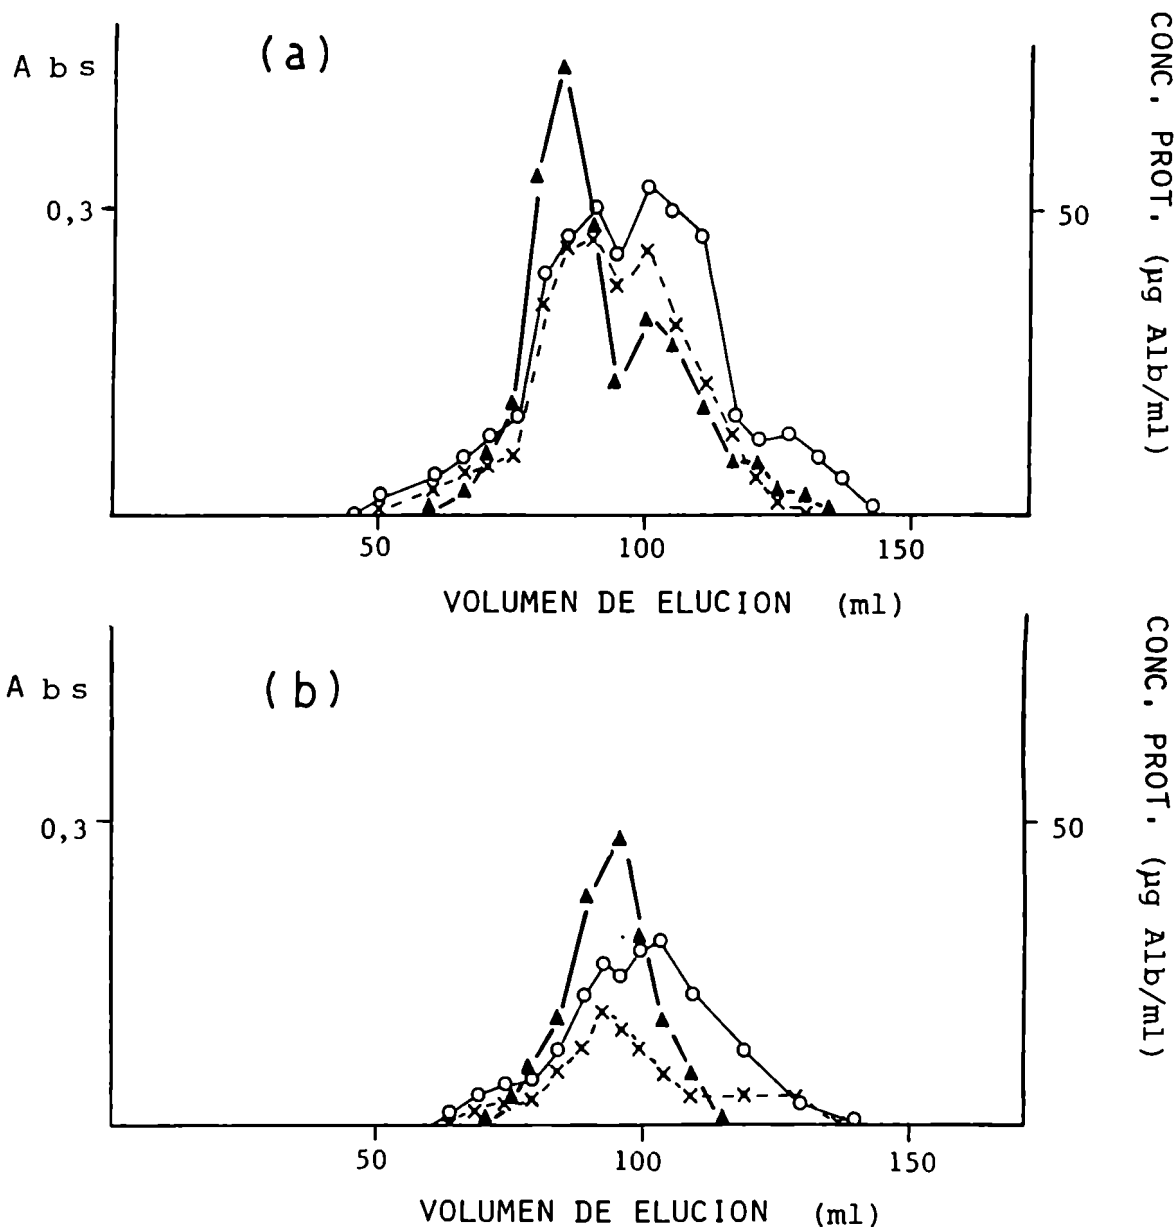 (a)
A b s
0,3
50
CONC. PROT. (µg Alb/ml)
50 100 150
VOLUMEN DE ELUCION (ml)
(b)
A b s
0,3
50
CONC. PROT. (µg Alb/ml)
50 100 150
VOLUMEN DE ELUCION (ml)